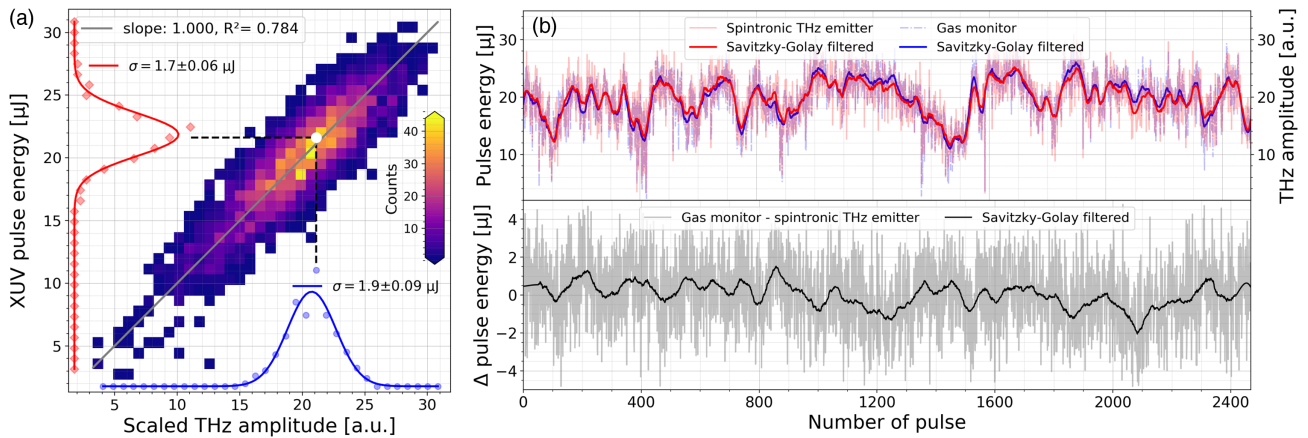 (a)
slope: 1.000, R²= 0.784
σ = 1.7±0.06 μJ
σ = 1.9±0.09 μJ
XUV pulse energy [μJ]
30
25
20
15
10
5
Counts
40
30
20
10
5 10 15 20 25 30
Scaled THz amplitude [a.u.]
(b)
Spintronic THz emitter
Savitzky-Golay filtered
Gas monitor
Savitzky-Golay filtered
Pulse energy [μJ]
30
20
10
THz amplitude [a.u.]
30
20
10
Gas monitor - spintronic THz emitter
Savitzky-Golay filtered
Δ pulse energy [μJ]
4
2
0
−2
−4
0 400 800 1200 1600 2000 2400
Number of pulse